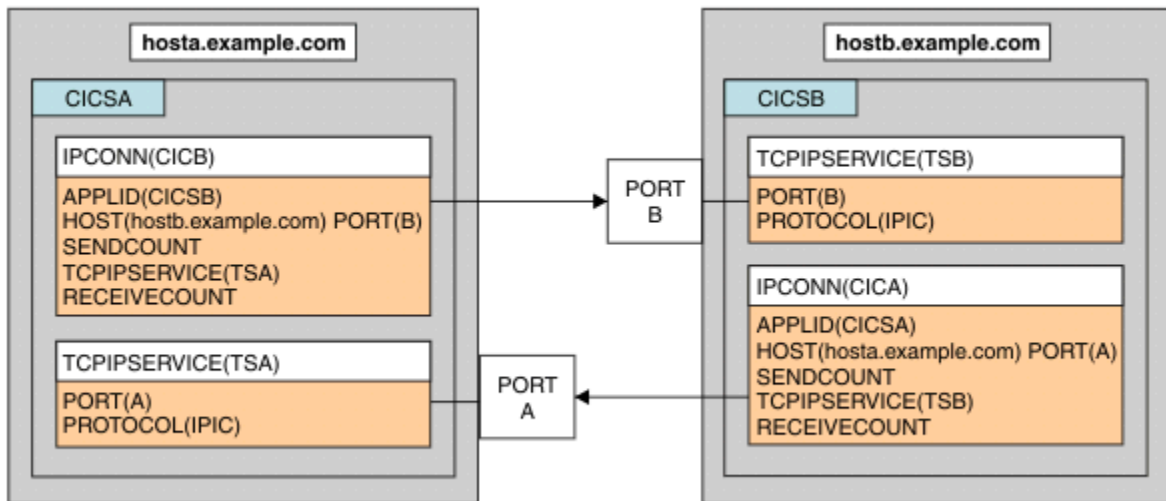 hosta.example.com
CICSA
IPCONN(CICB)
APPLID(CICSB)
HOST(hostb.example.com) PORT(B)
SENDCOUNT
TCPIPSERVICE(TSA)
RECEIVECOUNT
TCPIPSERVICE(TSA)
PORT(A)
PROTOCOL(IPIC)
PORT
B
PORT
A
hostb.example.com
CICSB
TCPIPSERVICE(TSB)
PORT(B)
PROTOCOL(IPIC)
IPCONN(CICA)
APPLID(CICSA)
HOST(hosta.example.com) PORT(A)
SENDCOUNT
TCPIPSERVICE(TSB)
RECEIVECOUNT